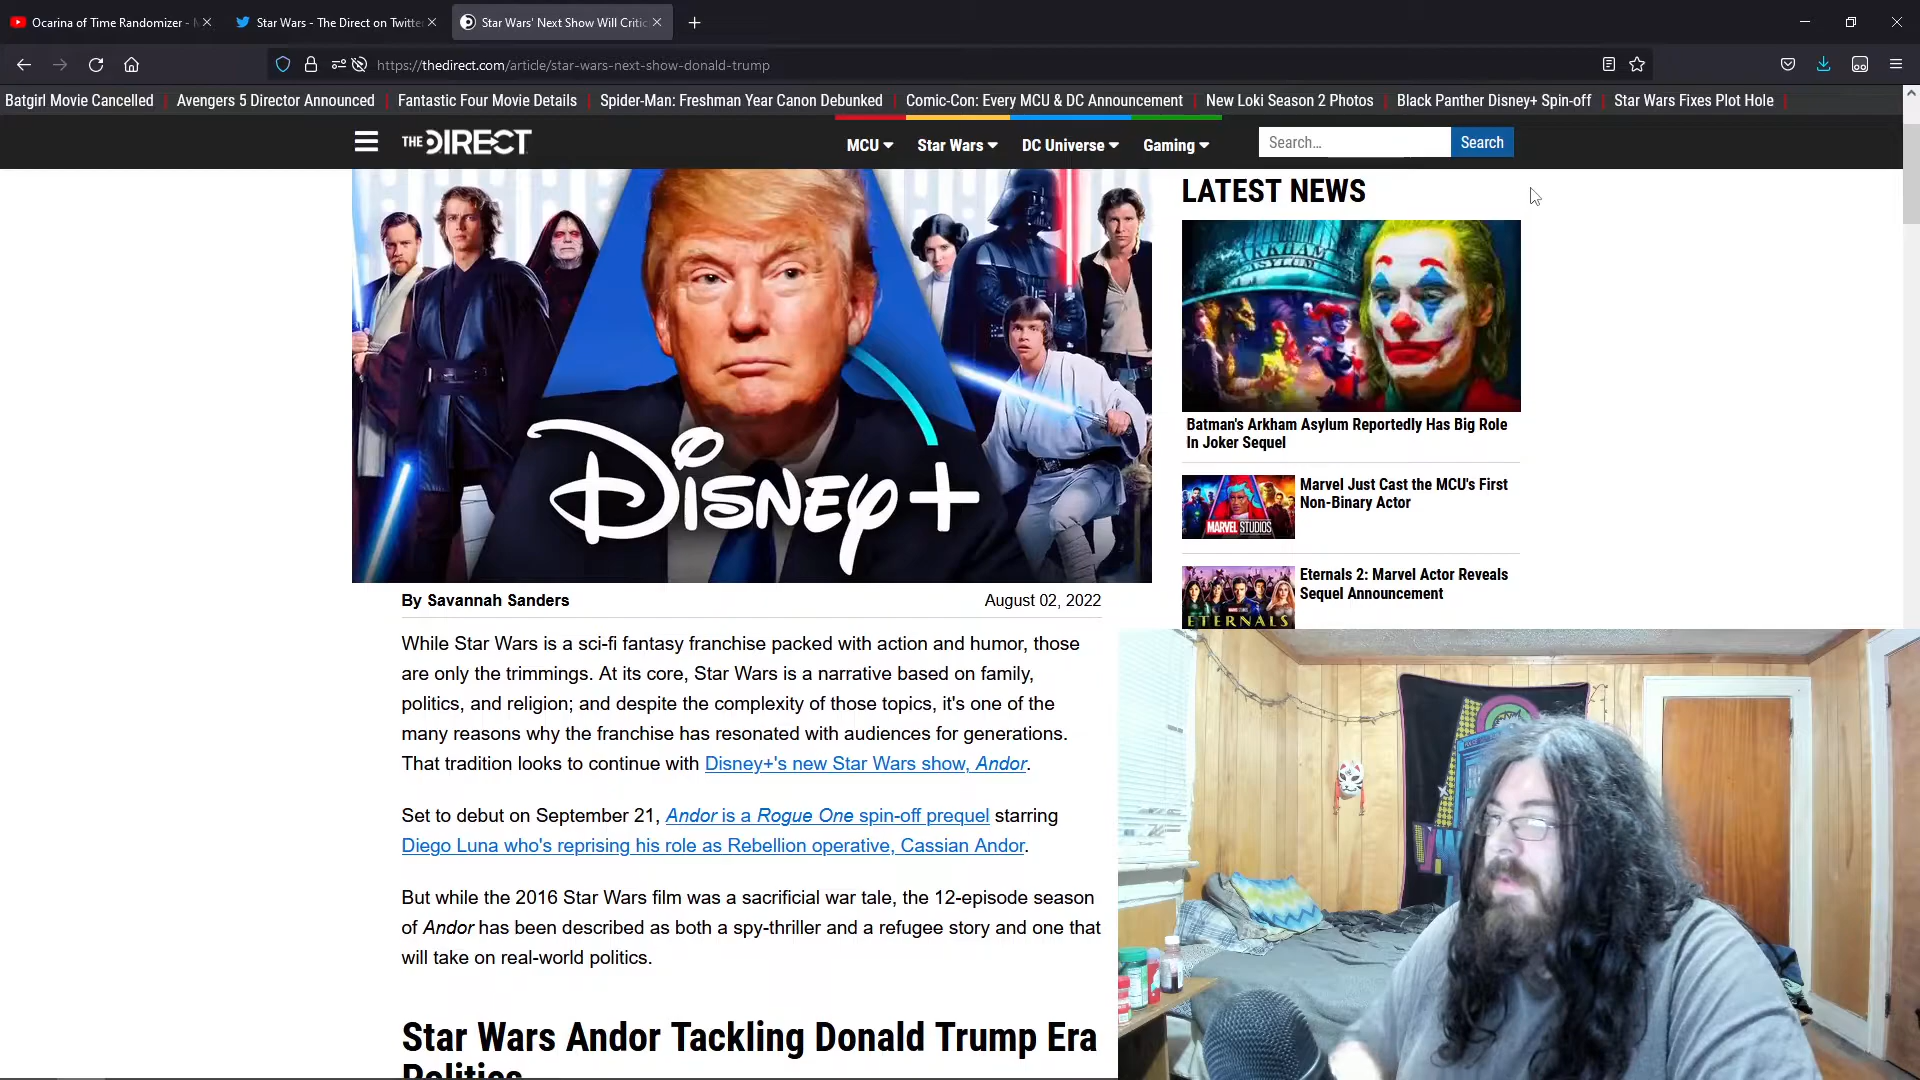 Ocarina of Time Randomizer -
Star Wars - The Direct on Twitte
Star Wars' Next Show Will Critic
https://thedirect.com/article/star-wars-next-show-donald-trump
Batgirl Movie Cancelled | Avengers 5 Director Announced | Fantastic Four Movie Details | Spider-Man: Freshman Year Canon Debunked | Comic-Con: Every MCU & DC Announcement | New Loki Season 2 Photos | Black Panther Disney+ Spin-off | Star Wars Fixes Plot Hole |
THE DIRECT
MCU Star Wars DC Universe Gaming
Search...
Search
DISNEY+
By Savannah Sanders
August 02, 2022
While Star Wars is a sci-fi fantasy franchise packed with action and humor, those
are only the trimmings. At its core, Star Wars is a narrative based on family,
politics, and religion; and despite the complexity of those topics, it's one of the
many reasons why the franchise has resonated with audiences for generations.
That tradition looks to continue with Disney+'s new Star Wars show, Andor.
Set to debut on September 21, Andor is a Rogue One spin-off prequel starring
Diego Luna who's reprising his role as Rebellion operative, Cassian Andor.
But while the 2016 Star Wars film was a sacrificial war tale, the 12-episode season
of Andor has been described as both a spy-thriller and a refugee story and one that
will take on real-world politics.
Star Wars Andor Tackling Donald Trump Era
Politics
LATEST NEWS
ARKHAM
ASYLUM
Batman's Arkham Asylum Reportedly Has Big Role
In Joker Sequel
MARVEL STUDIOS
Marvel Just Cast the MCU's First
Non-Binary Actor
ETERNALS
Eternals 2: Marvel Actor Reveals
Sequel Announcement